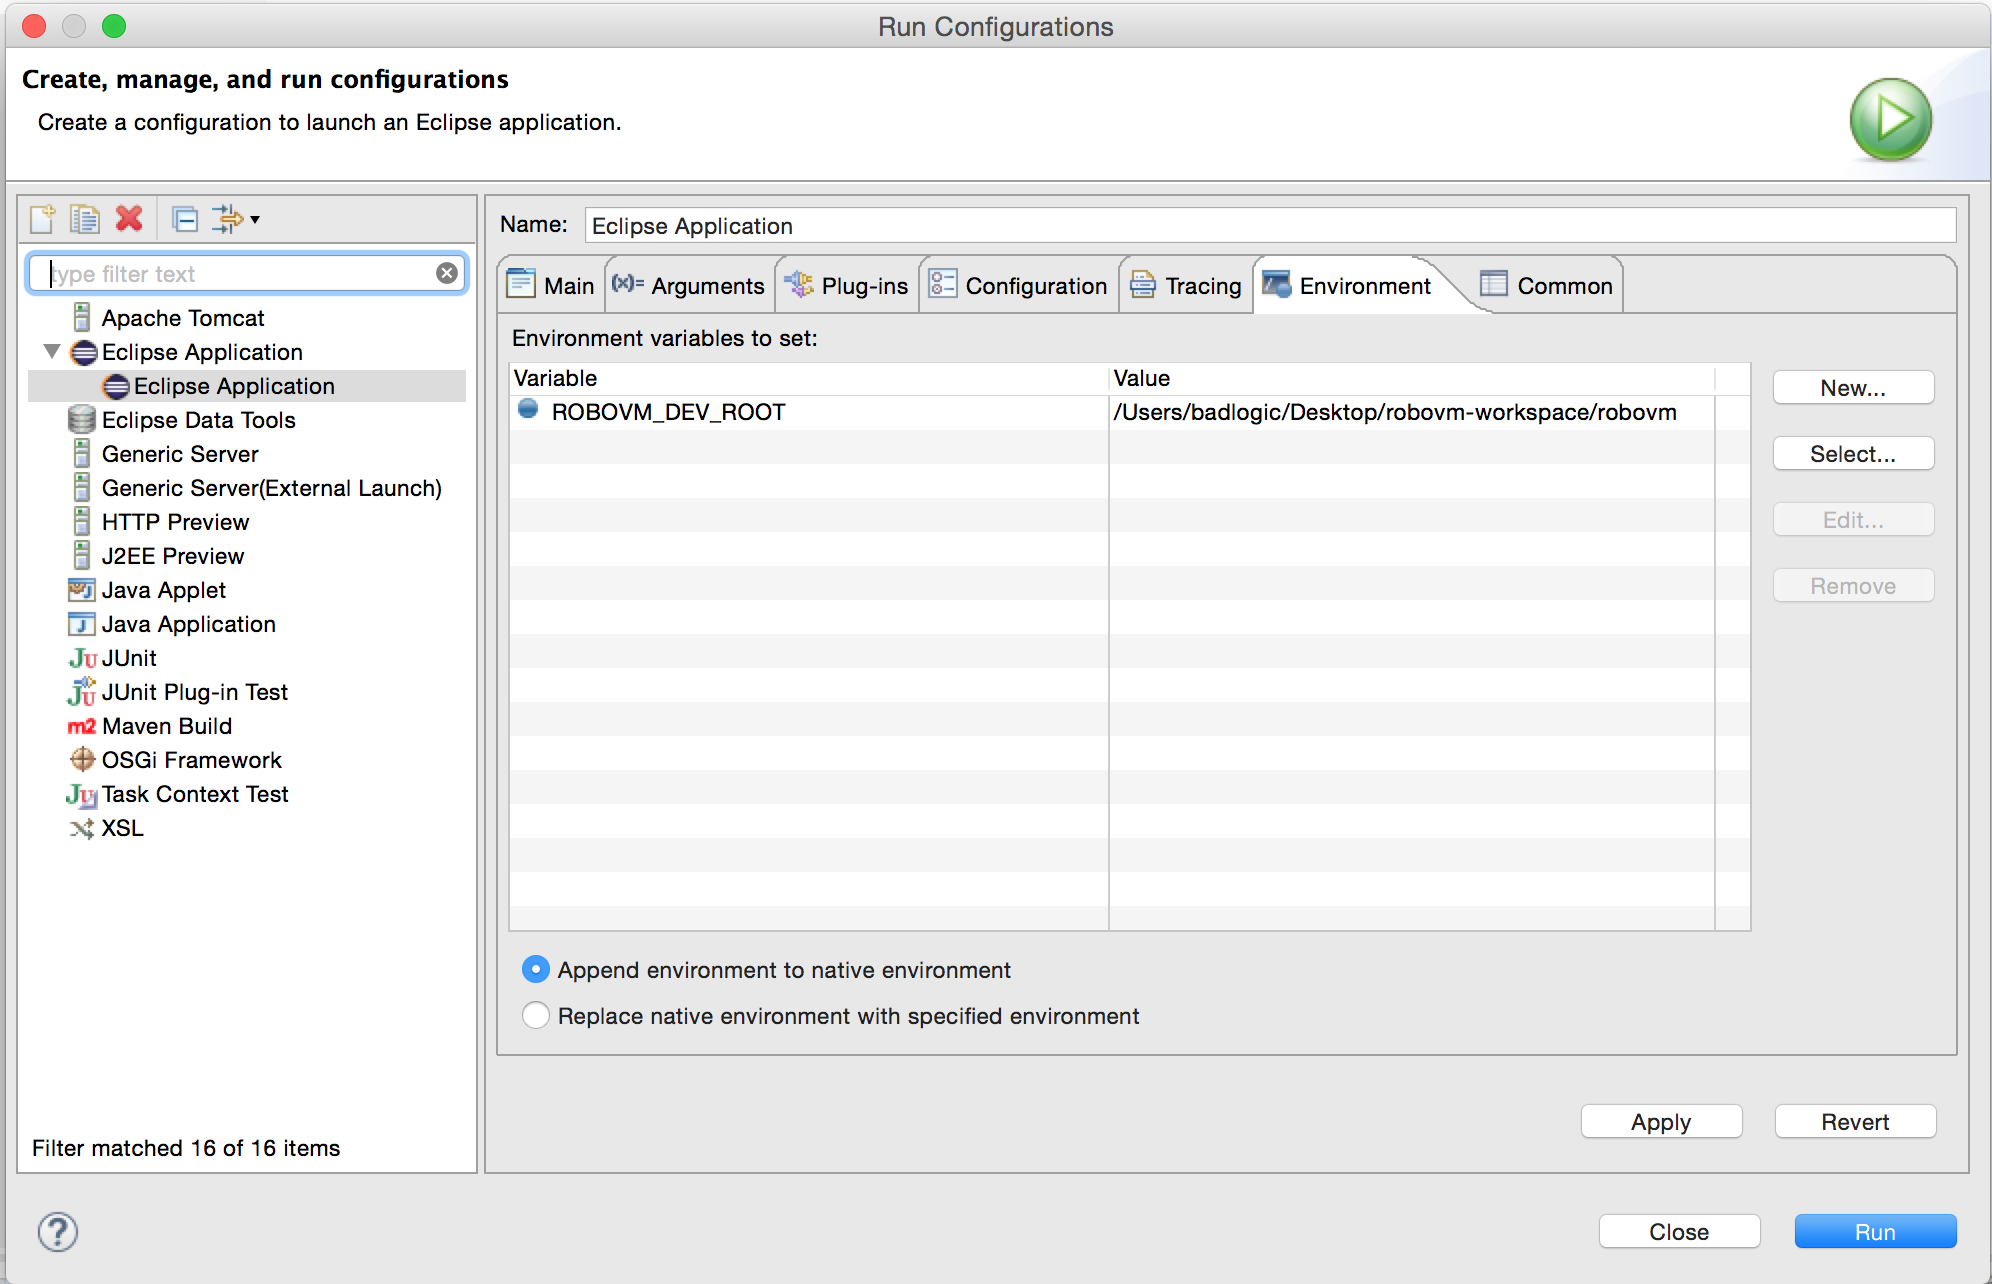 Run Configurations
Create, manage, and run configurations
Create a configuration to launch an Eclipse application.
type filter text
Apache Tomcat
Eclipse Application
Eclipse Application
Eclipse Data Tools
Generic Server
Generic Server(External Launch)
HTTP Preview
J2EE Preview
Java Applet
Java Application
JUnit
JUnit Plug-in Test
m2 Maven Build
OSGi Framework
Task Context Test
XSL
Filter matched 16 of 16 items
Name: Eclipse Application
Main (x)= Arguments Plug-ins Configuration Tracing Environment Common
Environment variables to set:
Variable Value
ROBOVM_DEV_ROOT /Users/badlogic/Desktop/robovm-workspace/robovm
New...
Select...
Edit...
Remove
Append environment to native environment
Replace native environment with specified environment
Apply Revert
? Close Run